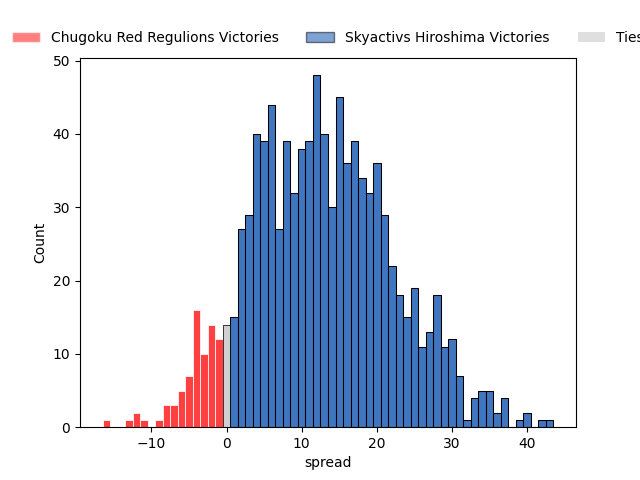 Chugoku Red Regulions Victories Skyactivs Hiroshima Victories Ties
Count
50
40
30
20
10
0
−10 0 10 20 30 40
spread